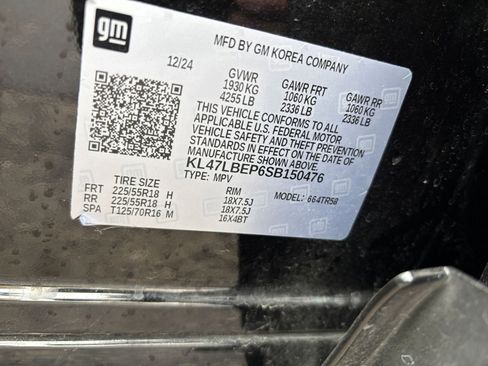 gm
MFD BY GM KOREA COMPANY
12/24 GVWR GAWR FRT GAWR RR
1930 KG 1060 KG 1060 KG
4255 LB 2336 LB 2336 LB
THIS VEHICLE CONFORMS TO ALL
APPLICABLE U.S. FEDERAL MOTOR
VEHICLE SAFETY AND THEFT PREVENTION
STANDARDS IN EFFECT ON THE DATE OF
MANUFACTURE SHOWN ABOVE.
KL47LBEP6SB150476
TYPE: MPV
TIRE SIZE RIM MODEL: 664TR58
FRT 225/55R18 H 18X7.5J
RR 225/55R18 H 18X7.5J
SPA T125/70R16 M 16X4BT